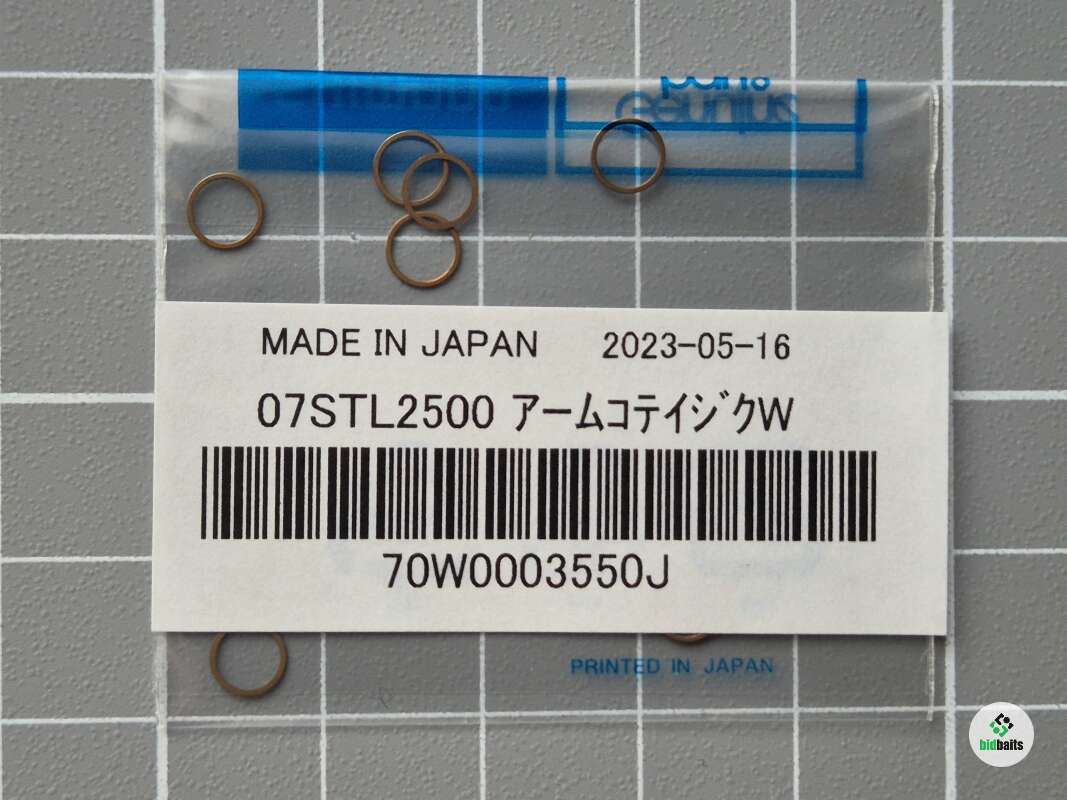 MADE IN JAPAN 2023-05-16
07STL2500 ｱｰﾑｺﾃｲｼﾞｸW
70W0003550J
PRINTED IN JAPAN
bidbaits